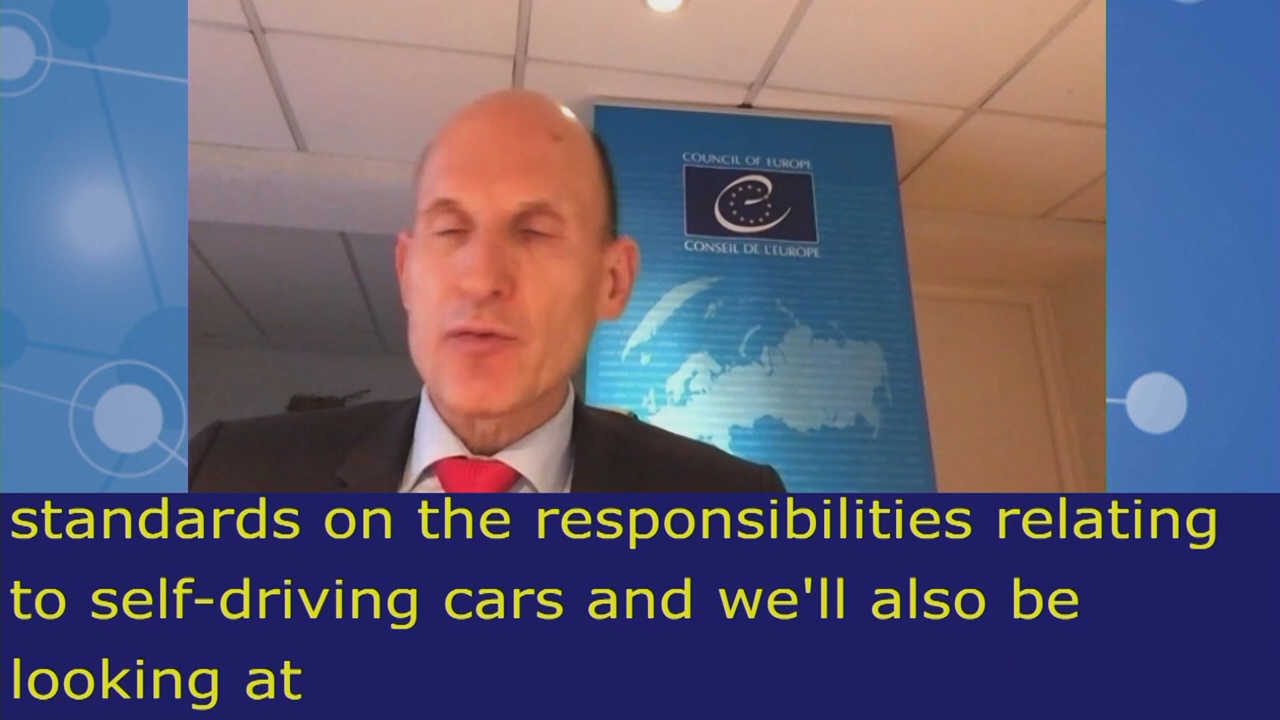 COUNCIL OF EUROPE
CONSEIL DE L'EUROPE
standards on the responsibilities relating
to self-driving cars and we'll also be
looking at